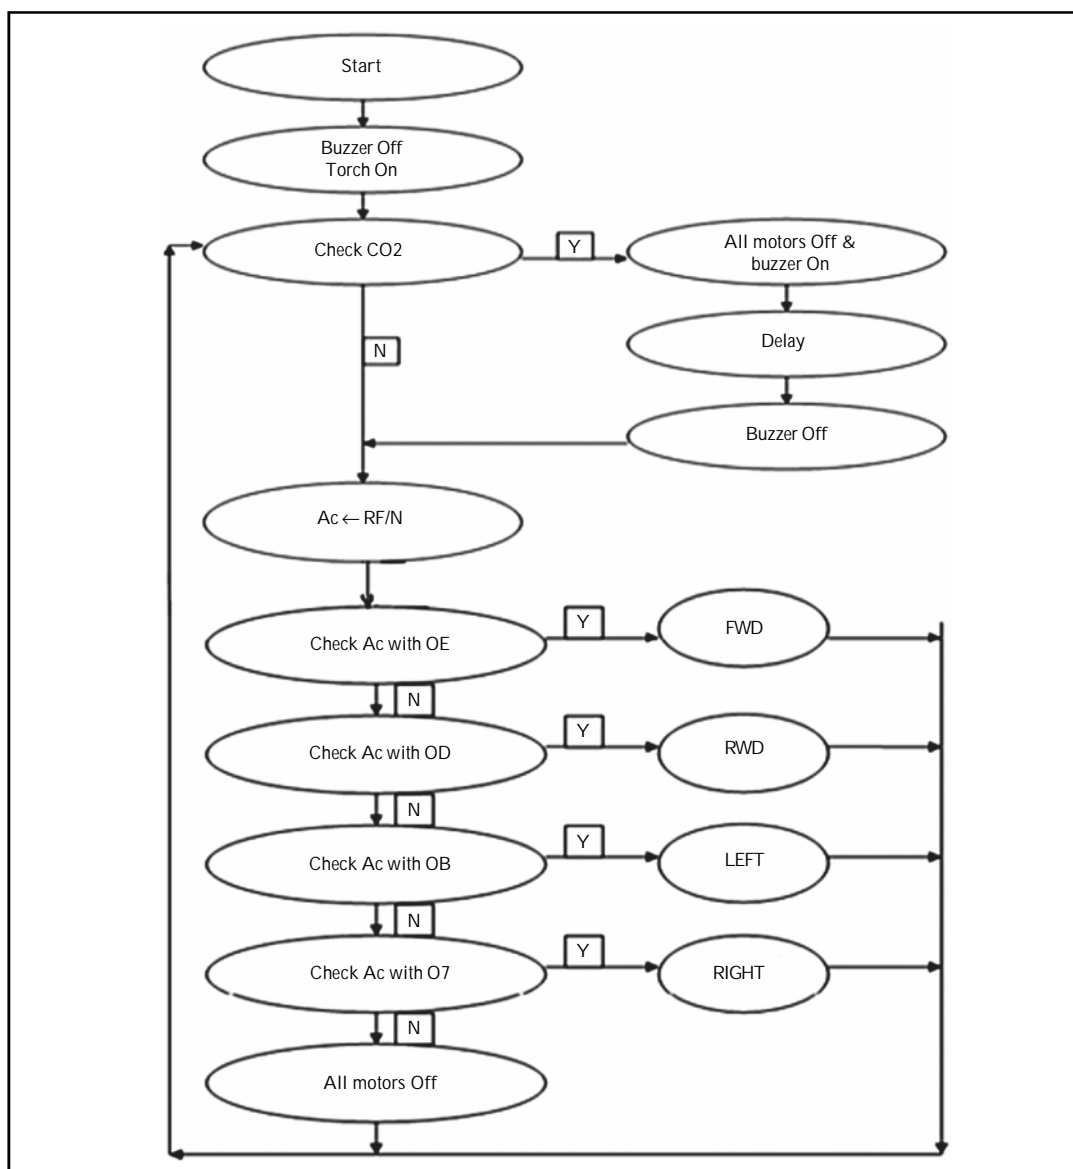 Start
Buzzer Off
Torch On
Check CO2
Y
All motors Off &
buzzer On
Delay
N
Buzzer Off
Ac ← RF/N
Check Ac with OE
Y
FWD
N
Check Ac with OD
Y
RWD
N
Check Ac with OB
Y
LEFT
N
Check Ac with O7
Y
RIGHT
N
All motors Off